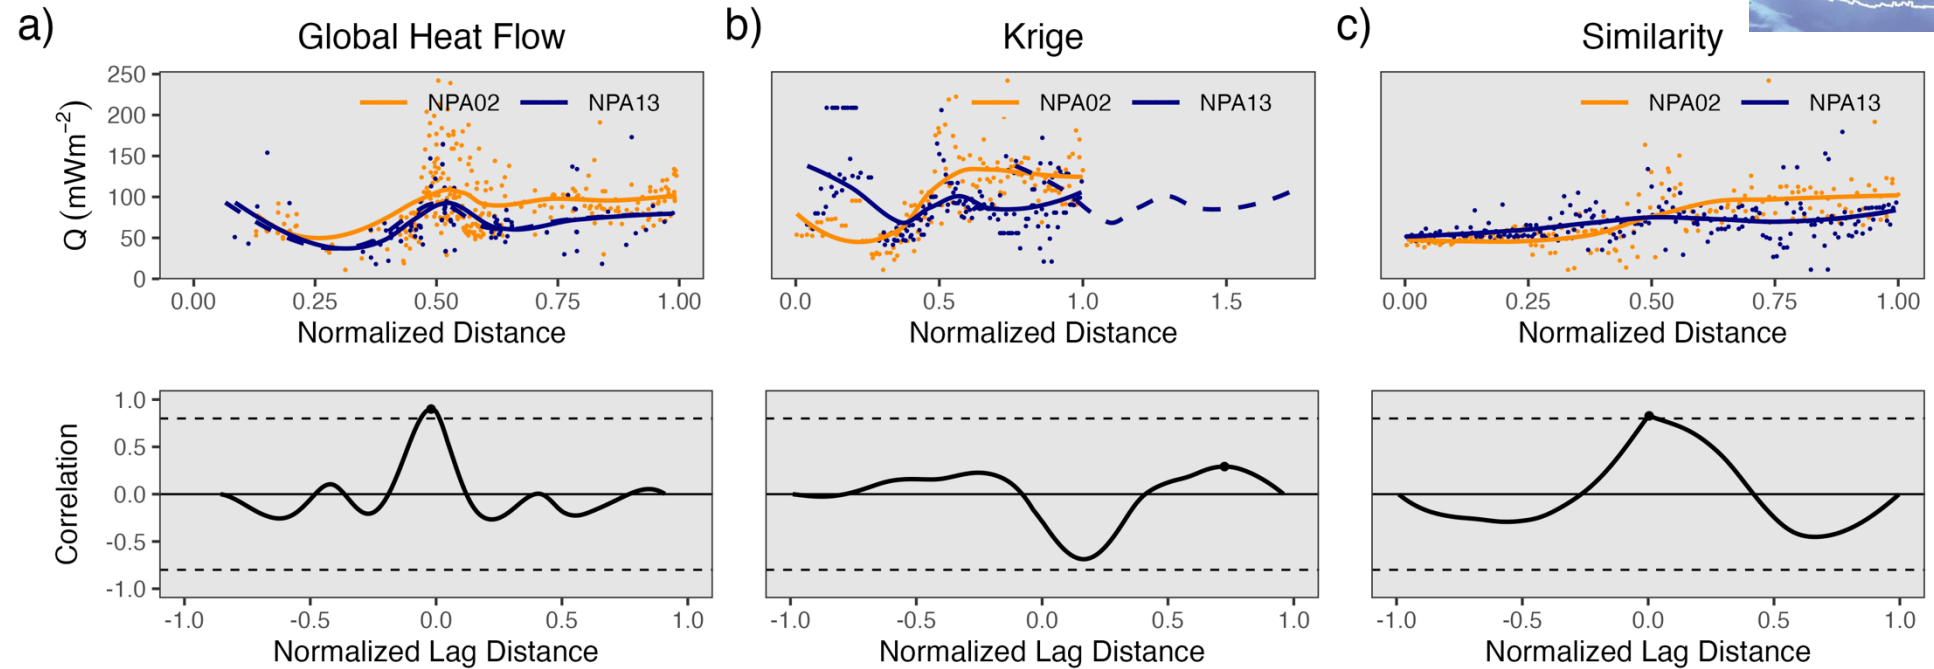 a)
Global Heat Flow
b)
Krige
c)
Similarity
Q (mWm⁻²)
250
200
150
100
50
0
NPA02 NPA13
NPA02 NPA13
NPA02 NPA13
0.00 0.25 0.50 0.75 1.00
0.0 0.5 1.0 1.5
0.00 0.25 0.50 0.75 1.00
Normalized Distance
Normalized Distance
Normalized Distance
Correlation
1.0
0.5
0.0
-0.5
-1.0
-1.0 -0.5 0.0 0.5 1.0
-1.0 -0.5 0.0 0.5 1.0
-1.0 -0.5 0.0 0.5 1.0
Normalized Lag Distance
Normalized Lag Distance
Normalized Lag Distance